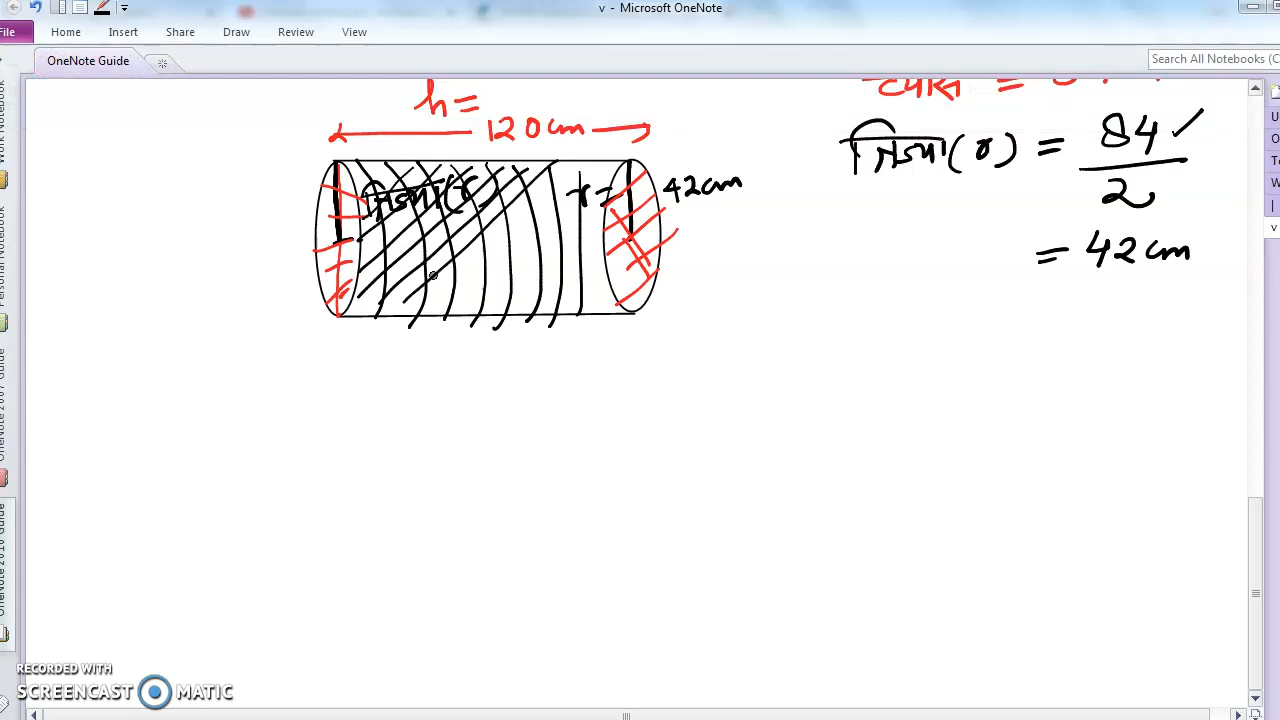 v - Microsoft OneNote
File Home Insert Share Draw Review View
OneNote Guide
Search All Notebooks (C
व्यास =
h =
120 cm
त्रिज्या (r)
r =
42 cm
त्रिज्या (r) = 84 ✓
2
= 42 cm
v
RECORDED WITH
SCREENCAST MATIC